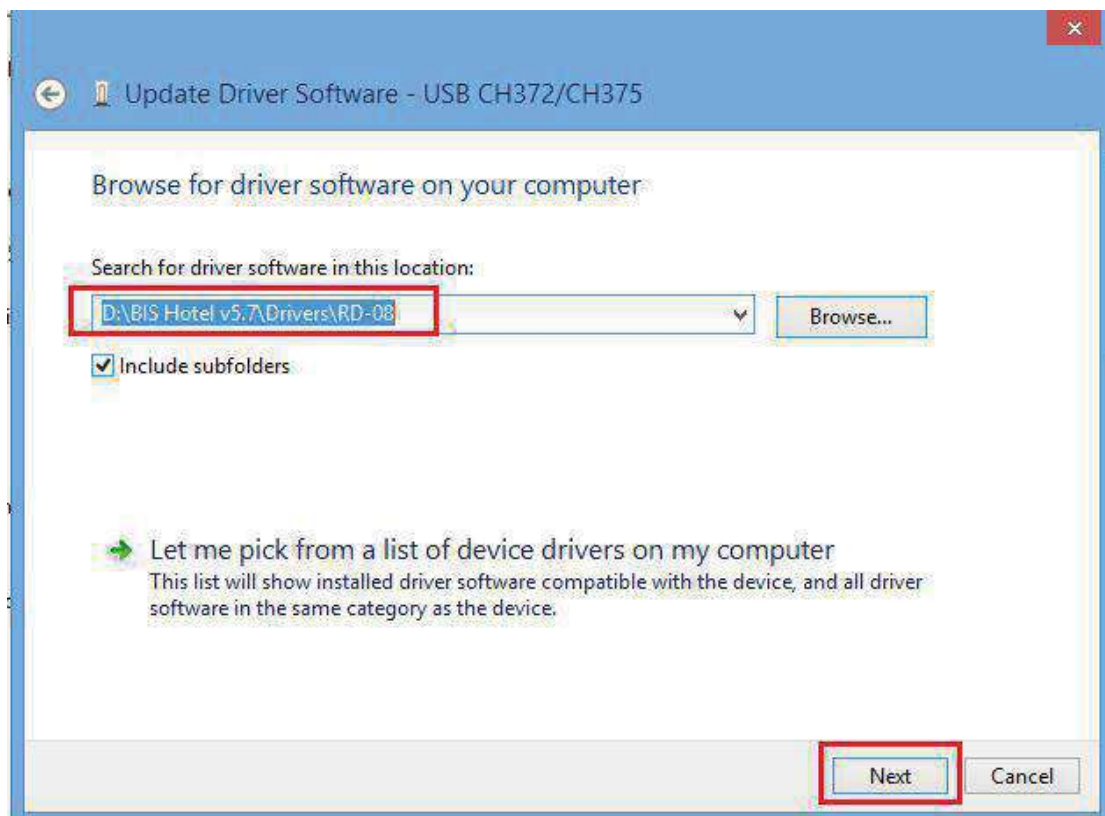 Update Driver Software - USB CH372/CH375
Browse for driver software on your computer
Search for driver software in this location:
D:\BIS Hotel v5.7\Drivers\RD-08
Browse...
Include subfolders
Let me pick from a list of device drivers on my computer
This list will show installed driver software compatible with the device, and all driver
software in the same category as the device.
Next
Cancel